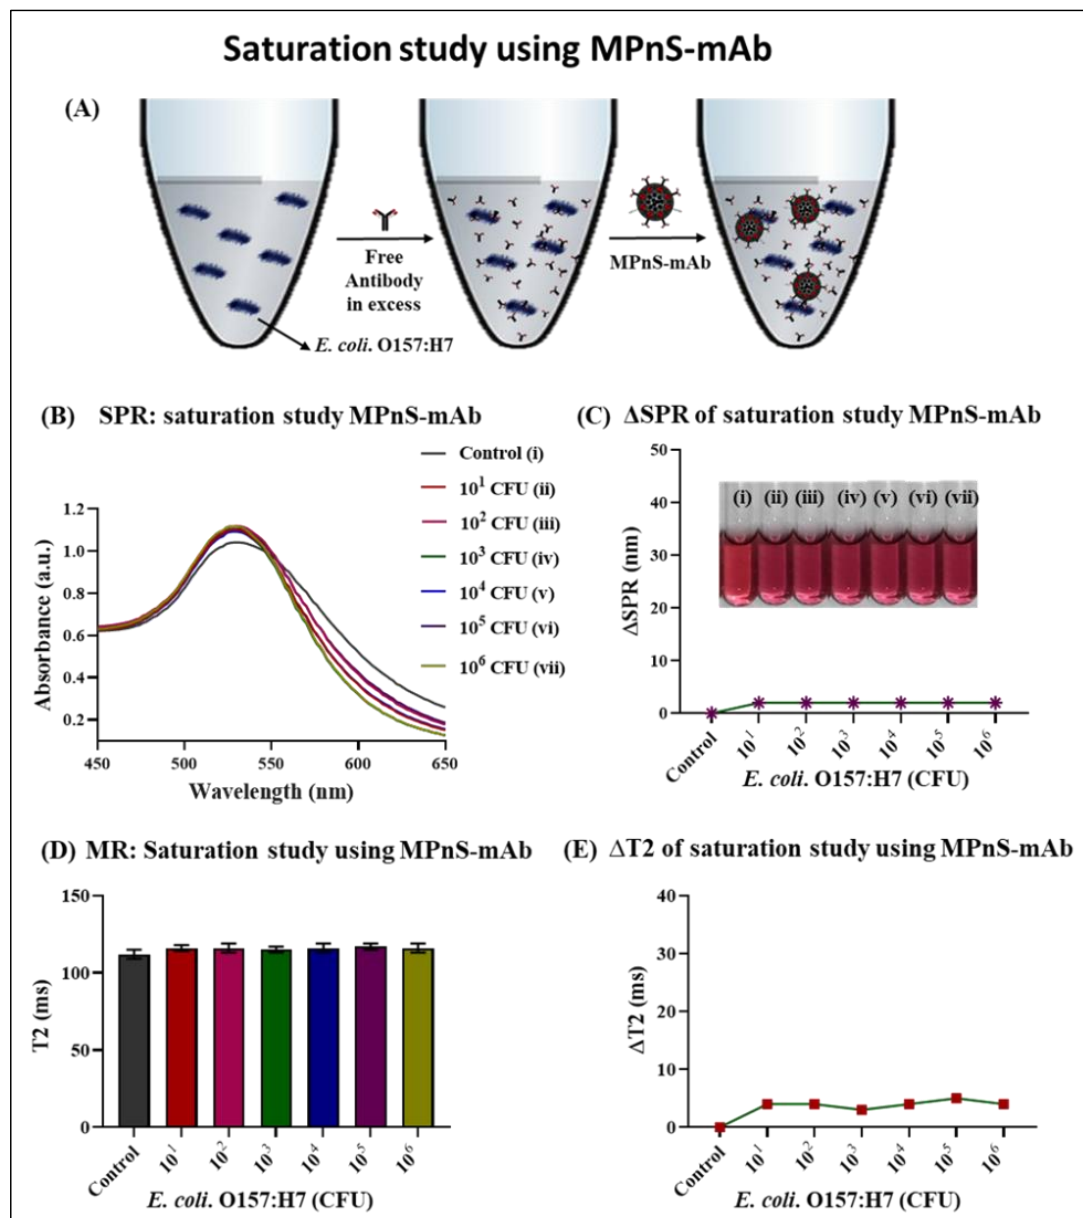 Saturation study using MPnS-mAb
(A)
Free
Antibody
in excess
MPnS-mAb
E. coli. O157:H7
(B) SPR: saturation study MPnS-mAb
Control (i)
10¹ CFU (ii)
10² CFU (iii)
10³ CFU (iv)
10⁴ CFU (v)
10⁵ CFU (vi)
10⁶ CFU (vii)
Absorbance (a.u.)
1.2
1.0
0.8
0.6
0.4
0.2
450 500 550 600 650
Wavelength (nm)
(C) ΔSPR of saturation study MPnS-mAb
ΔSPR (nm)
50
40
30
20
10
0
(i) (ii) (iii) (iv) (v) (vi) (vii)
Control 10¹ 10² 10³ 10⁴ 10⁵ 10⁶
E. coli. O157:H7 (CFU)
(D) MR: Saturation study using MPnS-mAb
T2 (ms)
150
100
50
0
Control 10¹ 10² 10³ 10⁴ 10⁵ 10⁶
E. coli. O157:H7 (CFU)
(E) ΔT2 of saturation study using MPnS-mAb
ΔT2 (ms)
40
30
20
10
0
Control 10¹ 10² 10³ 10⁴ 10⁵ 10⁶
E. coli. O157:H7 (CFU)